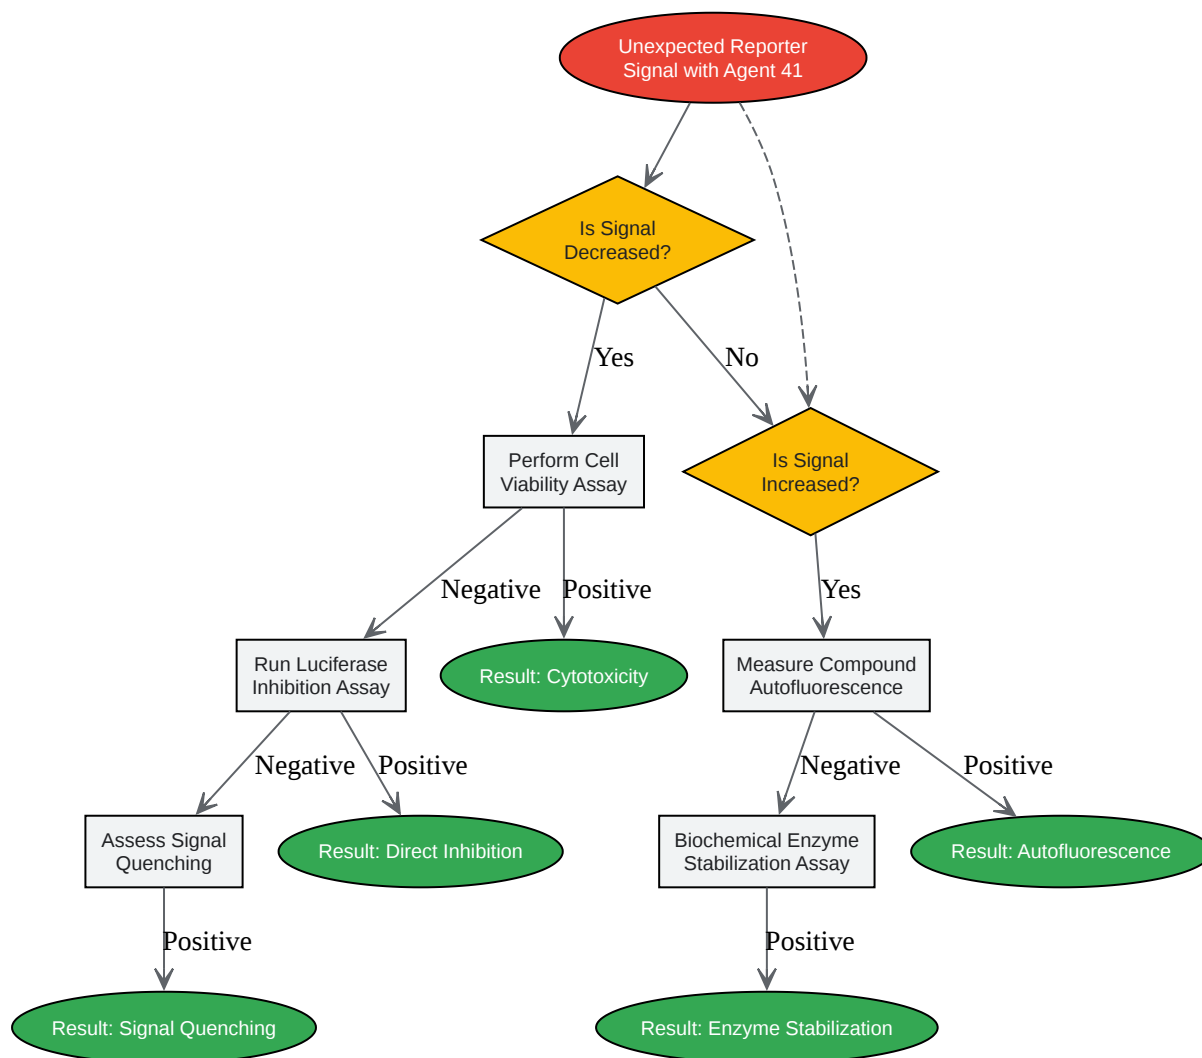 Unexpected Reporter
Signal with Agent 41
Is Signal
Decreased?
Yes
No
Perform Cell
Viability Assay
Is Signal
Increased?
Negative
Positive
Yes
Run Luciferase
Inhibition Assay
Result: Cytotoxicity
Measure Compound
Autofluorescence
Negative
Positive
Negative
Positive
Assess Signal
Quenching
Result: Direct Inhibition
Biochemical Enzyme
Stabilization Assay
Result: Autofluorescence
Positive
Positive
Result: Signal Quenching
Result: Enzyme Stabilization